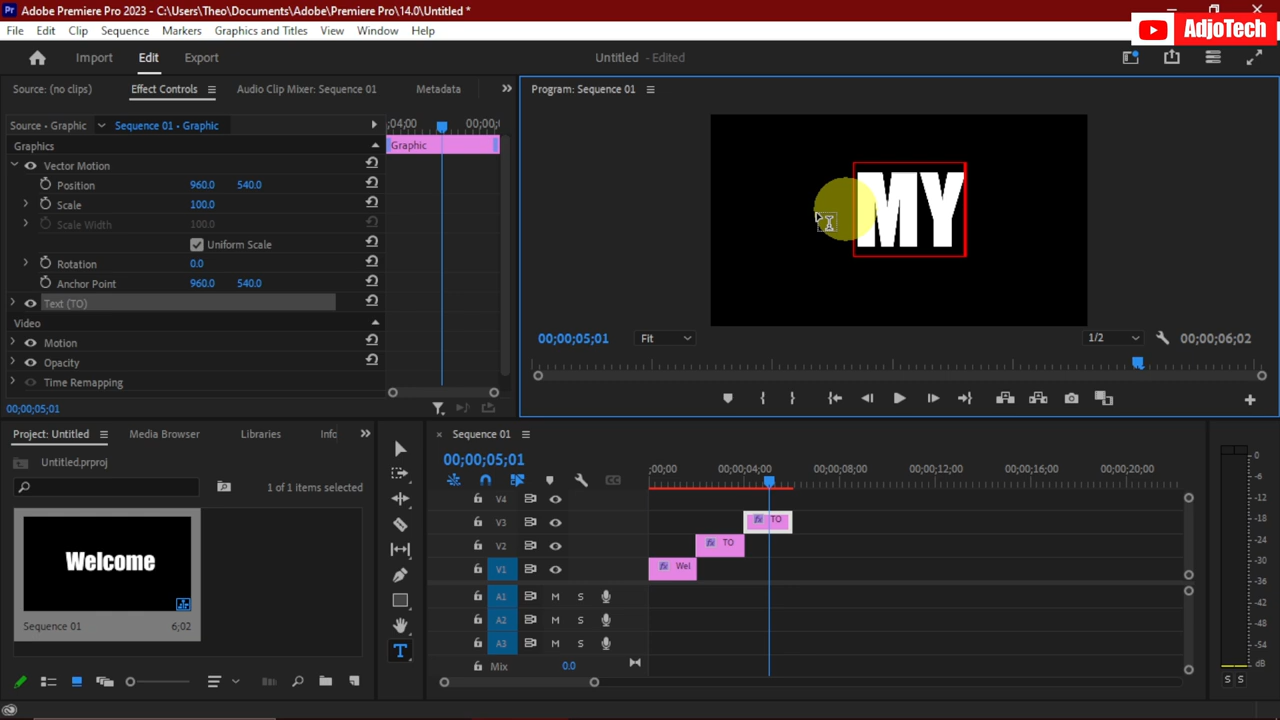 Adobe Premiere Pro 2023 - C:\Users\Theo\Documents\Adobe\Premiere Pro\14.0\Untitled *
AdjoTech
File Edit Clip Sequence Markers Graphics and Titles View Window Help
Import Edit Export
Untitled - Edited
Source: (no clips) Effect Controls Audio Clip Mixer: Sequence 01 Metadata
Program: Sequence 01
Source • Graphic Sequence 01 • Graphic
;04:00 00;00;(
Graphics
Graphic
Vector Motion
Position 960.0 540.0
Scale 100.0
Scale Width 100.0
Uniform Scale
Rotation 0.0
Anchor Point 960.0 540.0
Text (TO)
Video
Motion
Opacity
Time Remapping
00;00;05;01
MY
00;00;05;01 Fit 1/2 00;00;06;02
Project: Untitled Media Browser Libraries Info
Untitled.prproj
1 of 1 items selected
Welcome
Sequence 01 6;02
Sequence 01
00;00;05;01
;00;00 00;00;04;00 00;00;08;00 00;00;12;00 00;00;16;00 00;00;20;00
V4
V3 TO
V2 TO
V1 Wel
A1 M S
A2 M S
A3 M S
Mix 0.0
0
-6
-12
-18
-24
-30
-36
-42
-48
-54
dB
S S